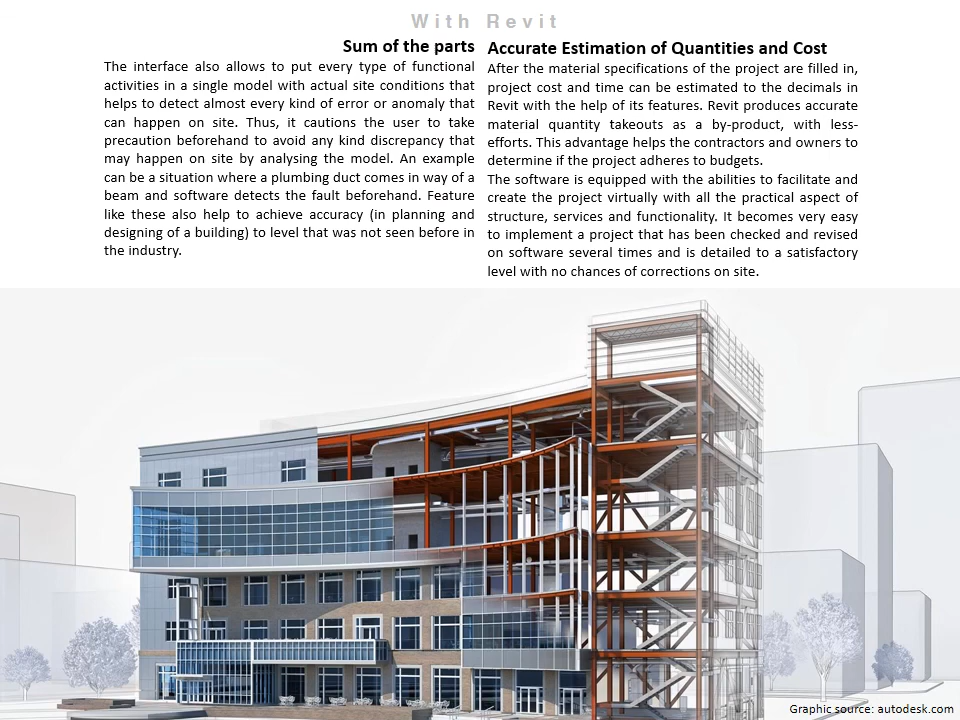 With Revit
Sum of the parts
The interface also allows to put every type of functional
activities in a single model with actual site conditions that
helps to detect almost every kind of error or anomaly that
can happen on site. Thus, it cautions the user to take
precaution beforehand to avoid any kind discrepancy that
may happen on site by analysing the model. An example
can be a situation where a plumbing duct comes in way of a
beam and software detects the fault beforehand. Feature
like these also help to achieve accuracy (in planning and
designing of a building) to level that was not seen before in
the industry.
Accurate Estimation of Quantities and Cost
After the material specifications of the project are filled in,
project cost and time can be estimated to the decimals in
Revit with the help of its features. Revit produces accurate
material quantity takeouts as a by-product, with less-
efforts. This advantage helps the contractors and owners to
determine if the project adheres to budgets.
The software is equipped with the abilities to facilitate and
create the project virtually with all the practical aspect of
structure, services and functionality. It becomes very easy
to implement a project that has been checked and revised
on software several times and is detailed to a satisfactory
level with no chances of corrections on site.
Graphic source: autodesk.com